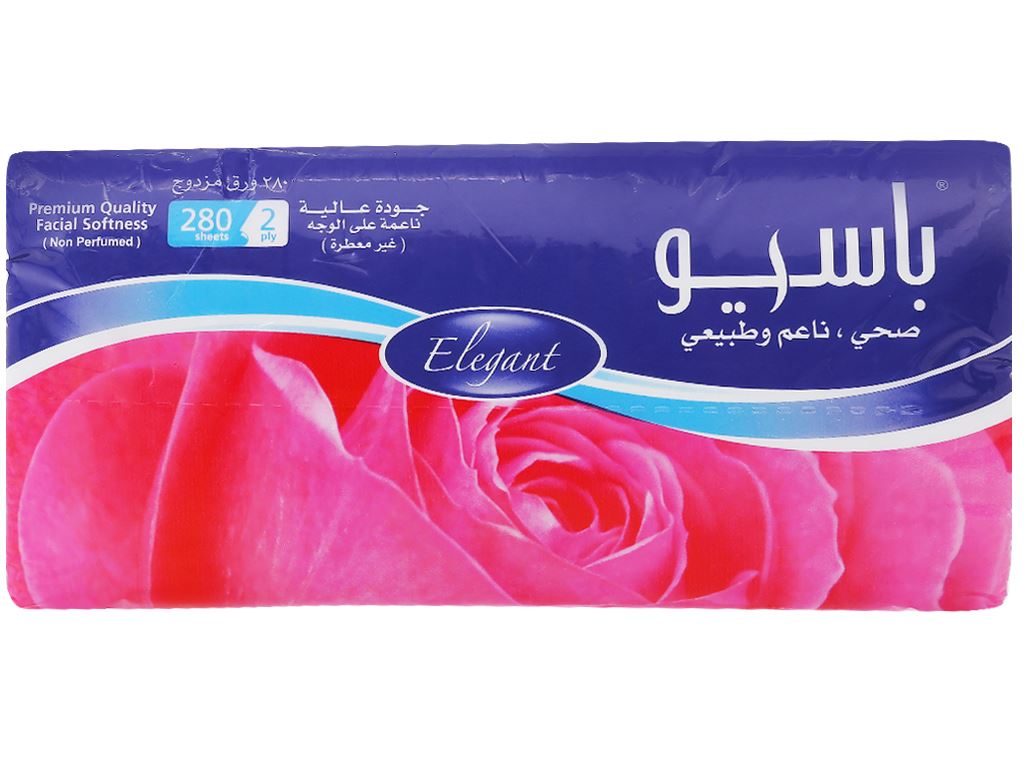 ٢٨٠ ورق مزدوج
Premium Quality
Facial Softness
( Non Perfumed )
280
sheets
2
ply
جودة عالية
ناعمة على الوجه
( غير معطرة )
باسيو ®
صحي ، ناعم وطبيعي
Elegant